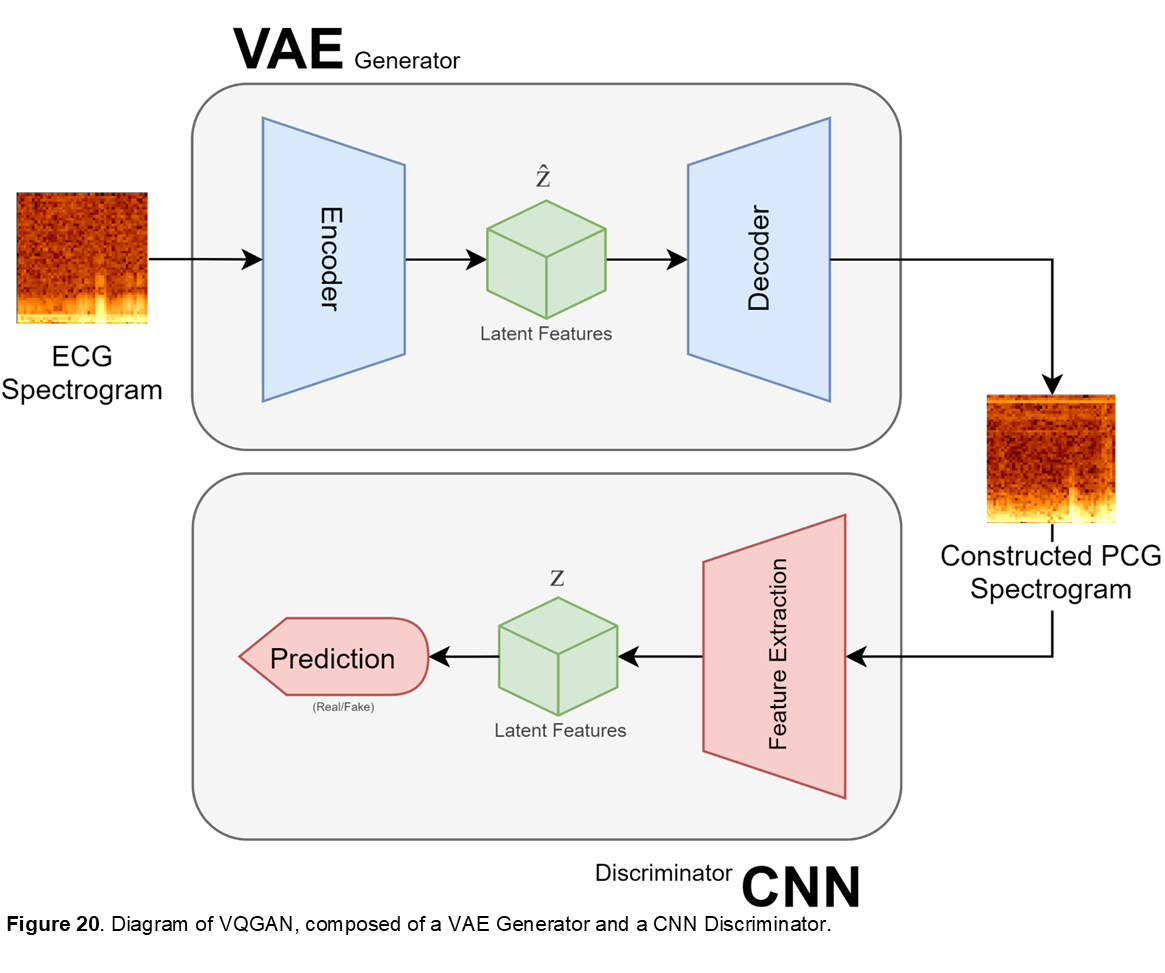 VAE Generator
Encoder
ẑ
Latent Features
Decoder
ECG
Spectrogram
Constructed PCG
Spectrogram
Feature Extraction
z
Latent Features
Prediction
(Real/Fake)
Discriminator CNN
Figure 20. Diagram of VQGAN, composed of a VAE Generator and a CNN Discriminator.